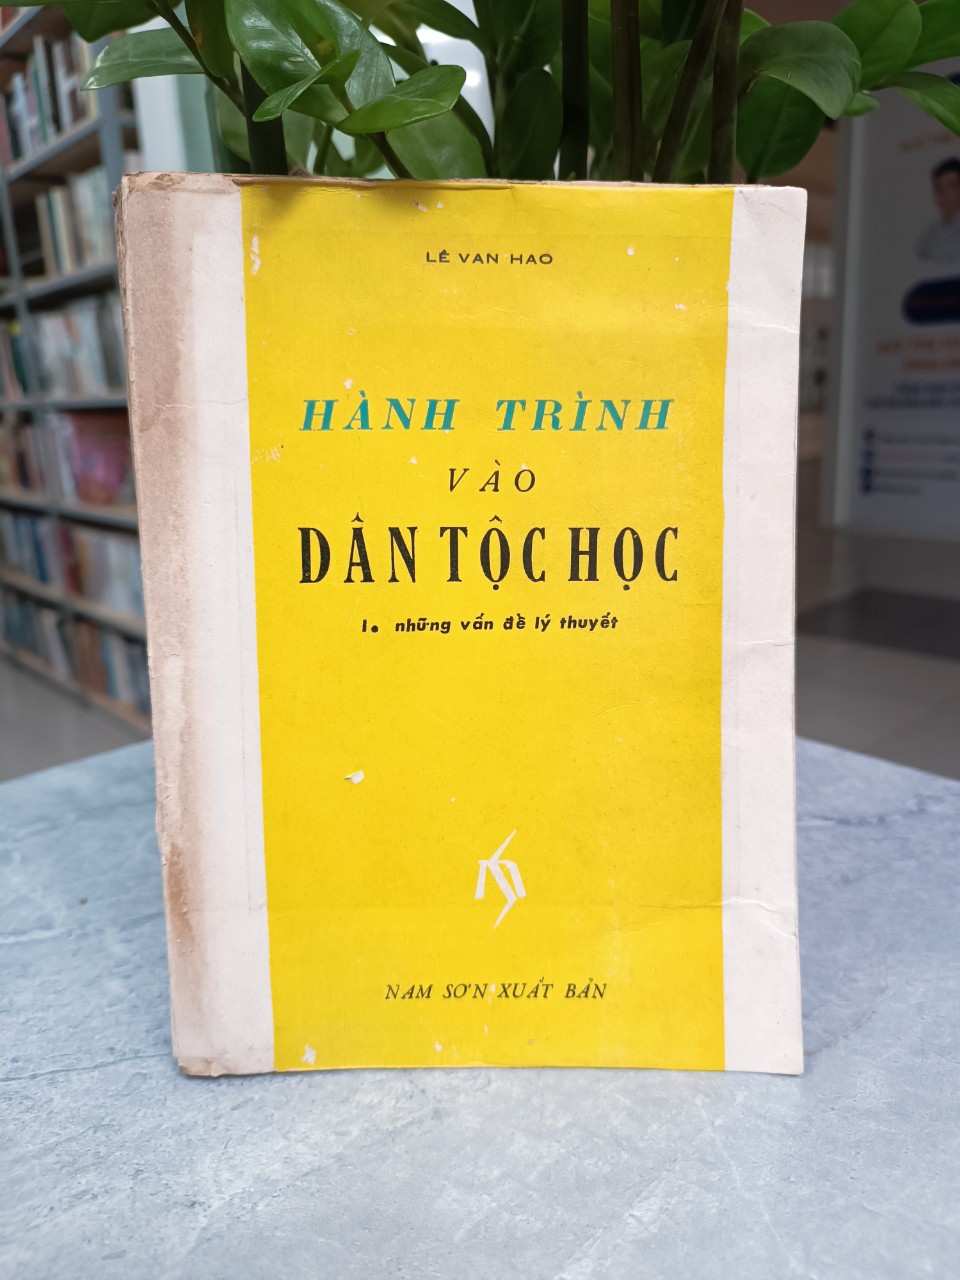 LÊ VAN HAO
HÀNH TRÌNH
VÀO
DÂN TỘC HỌC
I. những vấn đề lý thuyết
NAM SƠN XUẤT BẢN